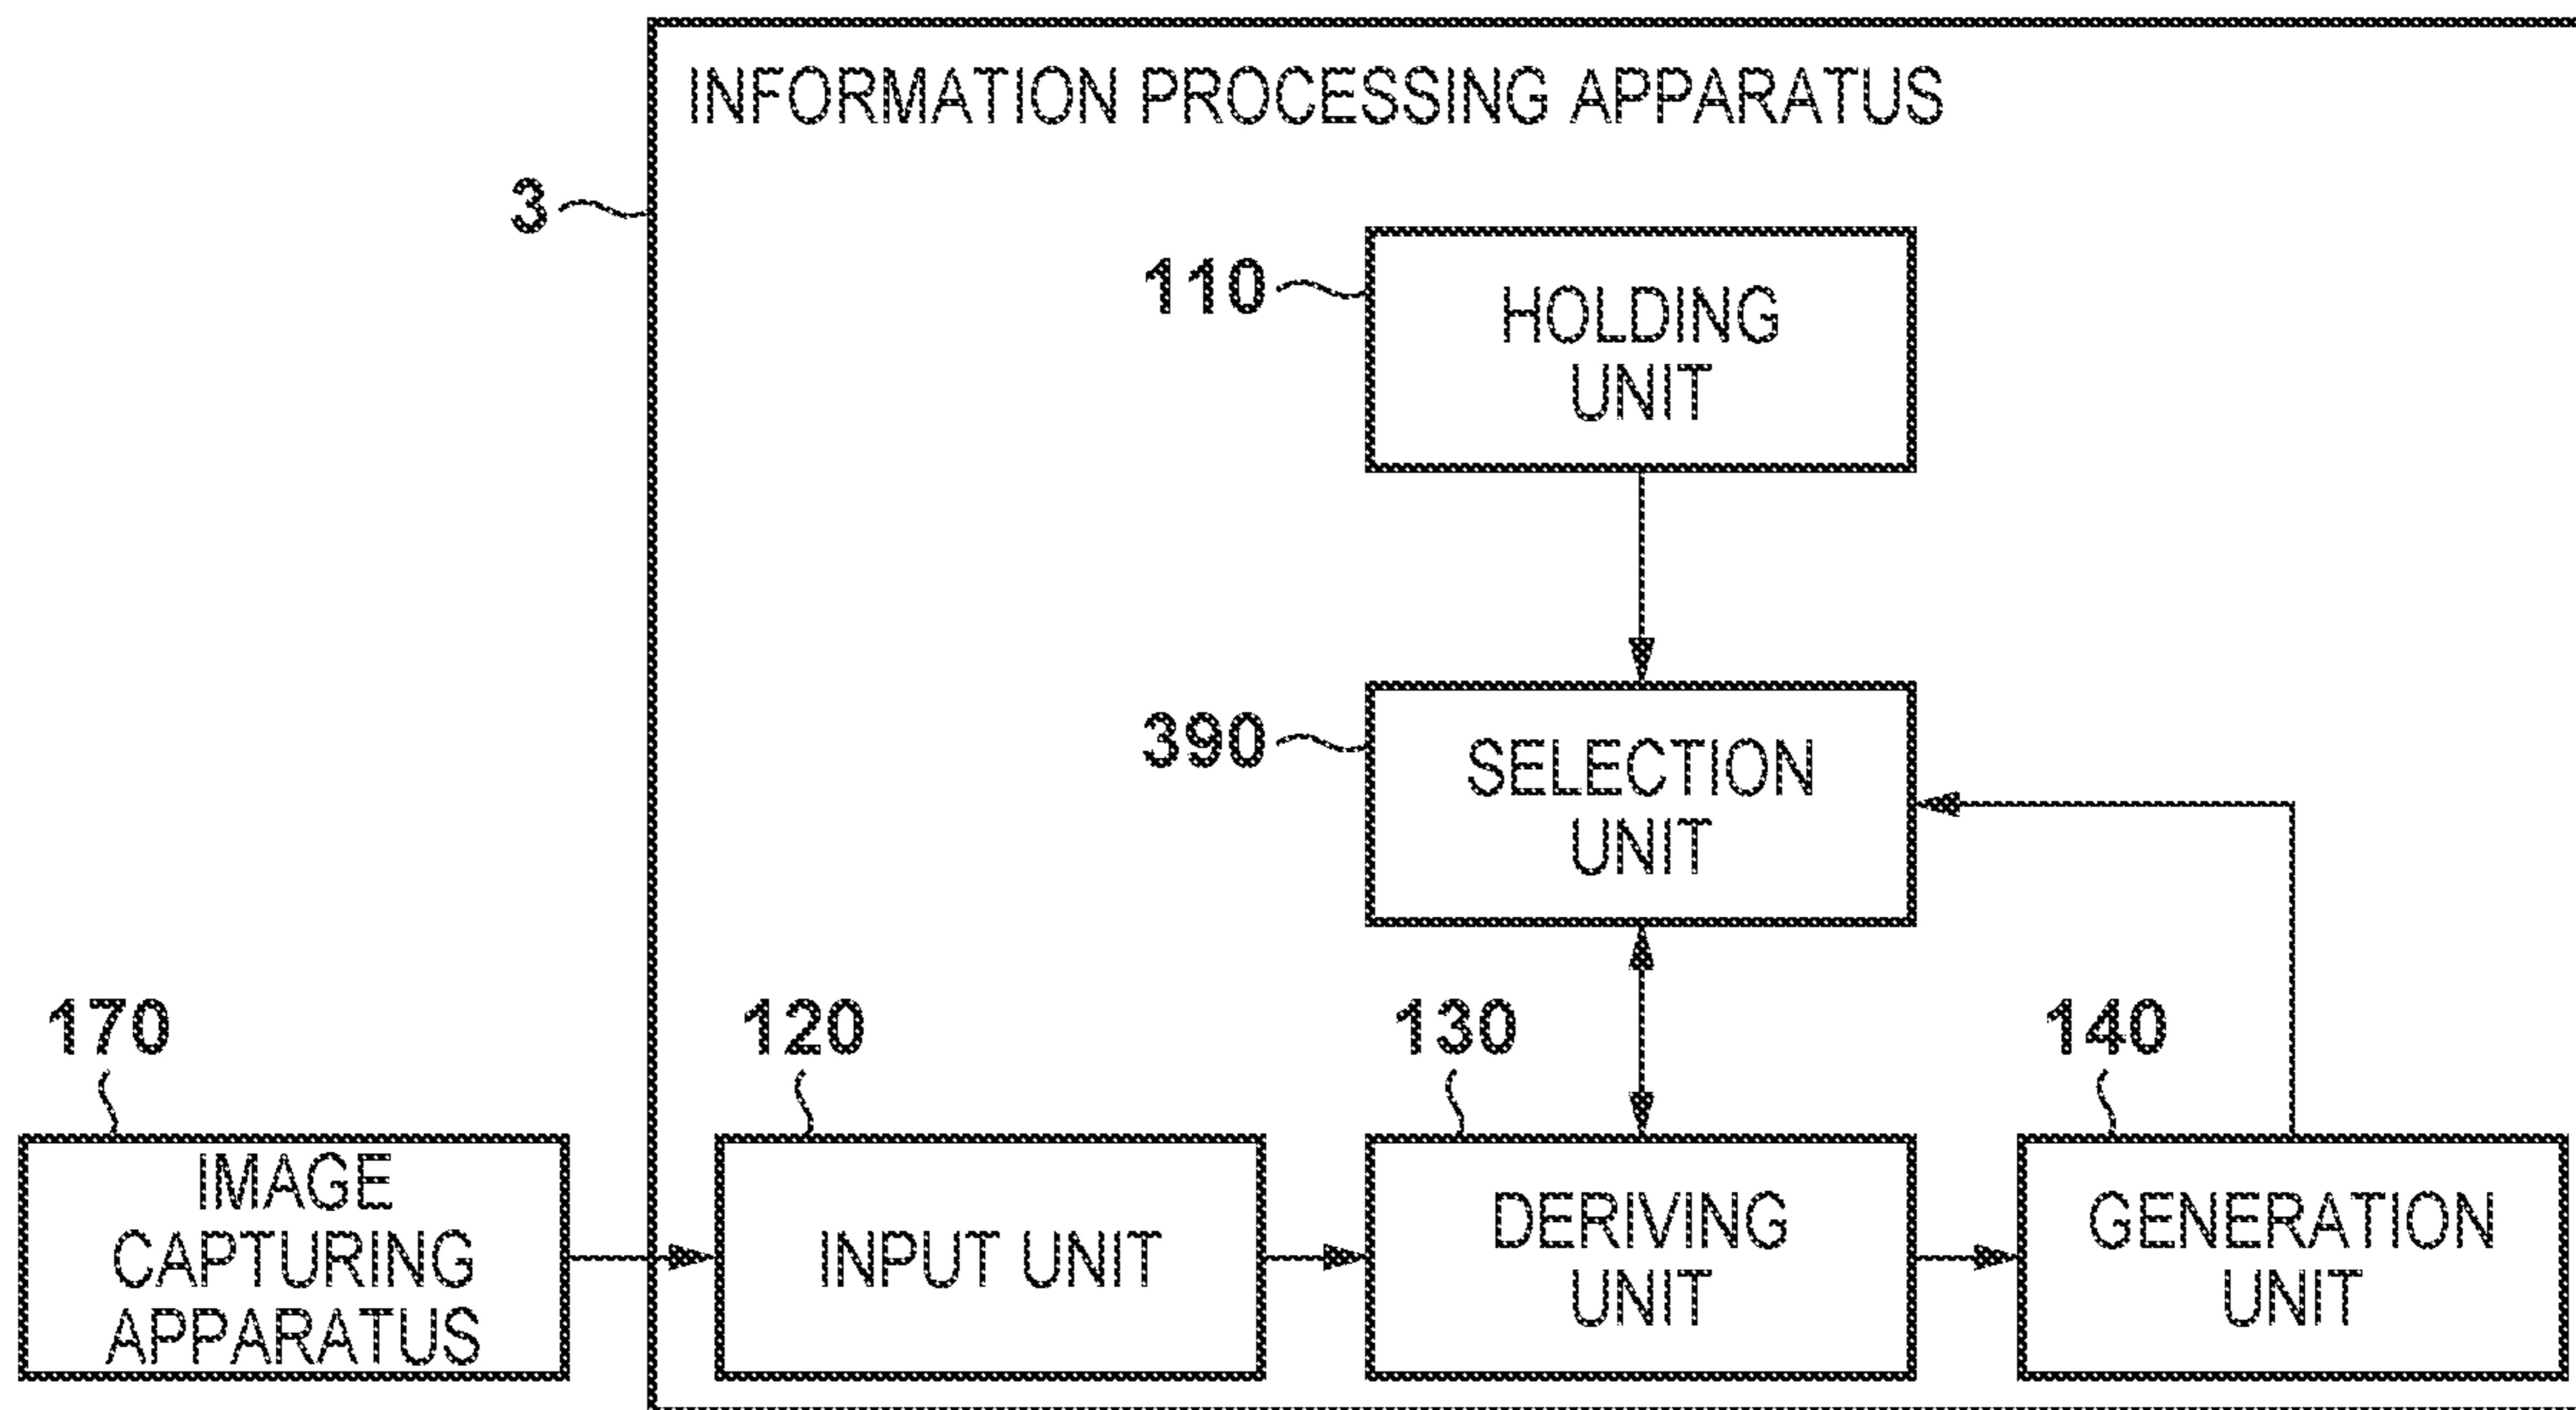 INFORMATION PROCESSING APPARATUS
3
110
HOLDING
UNIT
390
SELECTION
UNIT
170
120
130
140
IMAGE
CAPTURING
APPARATUS
INPUT UNIT
DERIVING
UNIT
GENERATION
UNIT